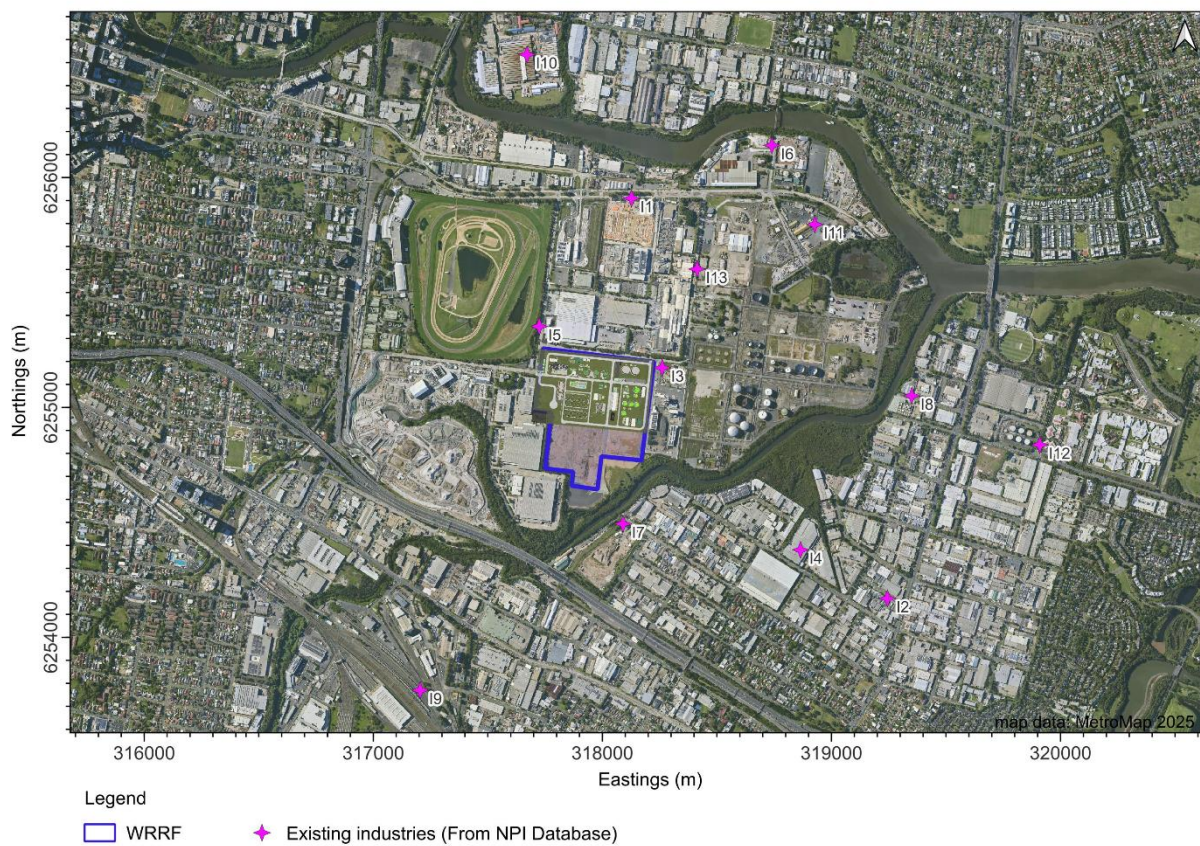 I10
I6
6256000
I1
I11
I13
I5
I3
Northings (m)
6255000
I8
I12
I7
I4
I2
6254000
I9
map data: MetroMap 2025
316000 317000 318000 319000 320000
Eastings (m)
Legend
WRRF Existing industries (From NPI Database)